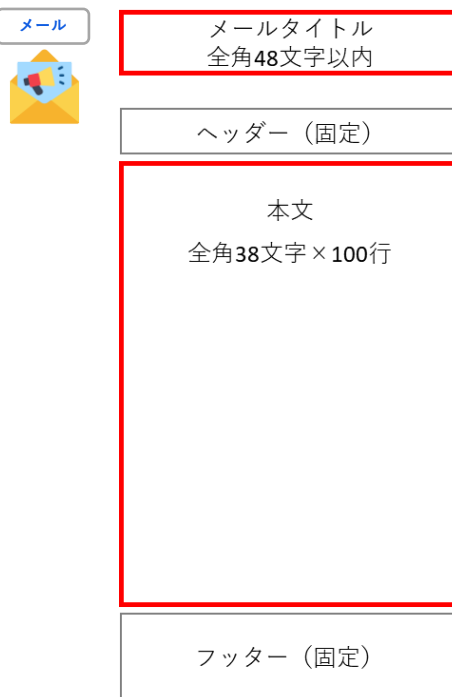 メール
メールタイトル
全角48文字以内
ヘッダー（固定）
本文
全角38文字×100行
フッター（固定）